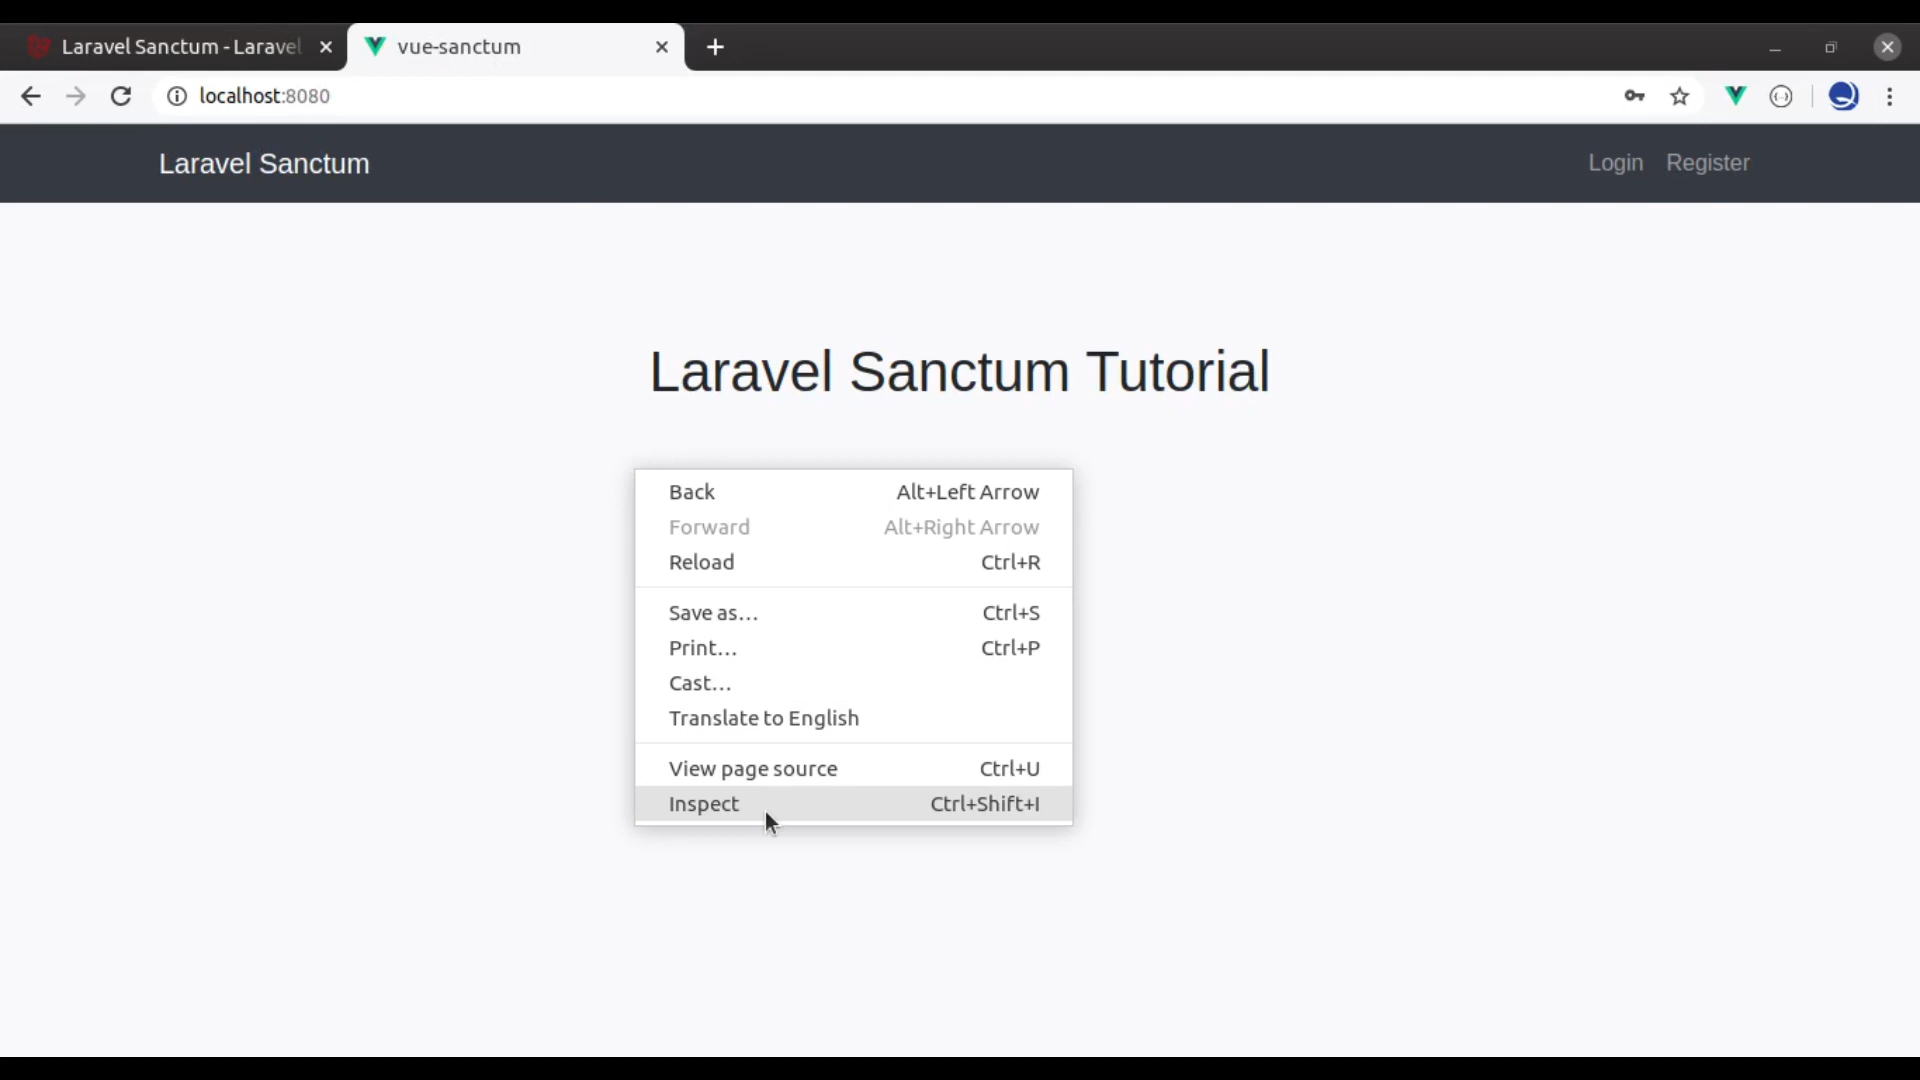 Laravel Sanctum - Laravel
vue-sanctum
localhost:8080
Laravel Sanctum
Login Register
Laravel Sanctum Tutorial
Back Alt+Left Arrow
Forward Alt+Right Arrow
Reload Ctrl+R
Save as... Ctrl+S
Print... Ctrl+P
Cast...
Translate to English
View page source Ctrl+U
Inspect Ctrl+Shift+I